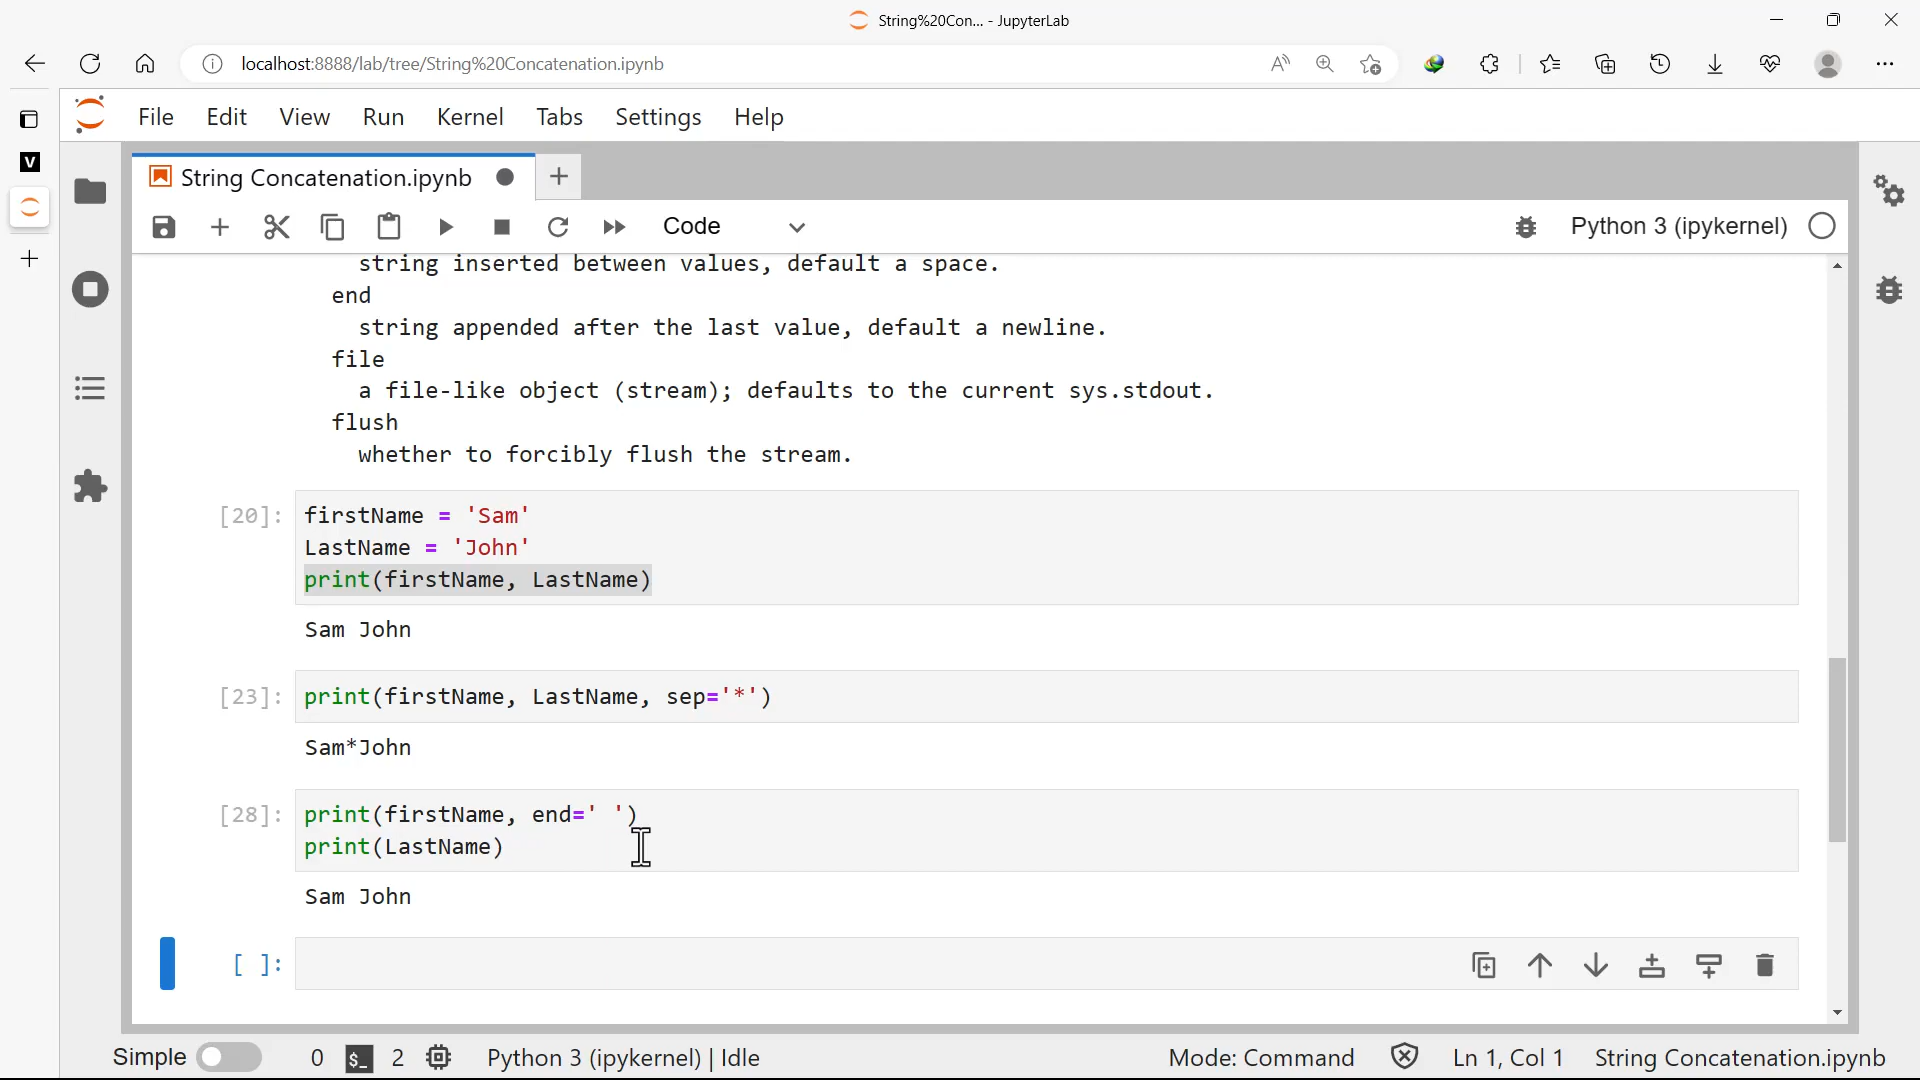 String%20Con... - JupyterLab
localhost:8888/lab/tree/String%20Concatenation.ipynb
File Edit View Run Kernel Tabs Settings Help
V
String Concatenation.ipynb
Code
Python 3 (ipykernel)
string inserted between values, default a space.
end
string appended after the last value, default a newline.
file
a file-like object (stream); defaults to the current sys.stdout.
flush
whether to forcibly flush the stream.
[20]: firstName = 'Sam'
LastName = 'John'
print(firstName, LastName)
Sam John
[23]: print(firstName, LastName, sep='*')
Sam*John
[28]: print(firstName, end=' ')
print(LastName)
Sam John
[ ]:
Simple 0 $_ 2 Python 3 (ipykernel) | Idle Mode: Command Ln 1, Col 1 String Concatenation.ipynb